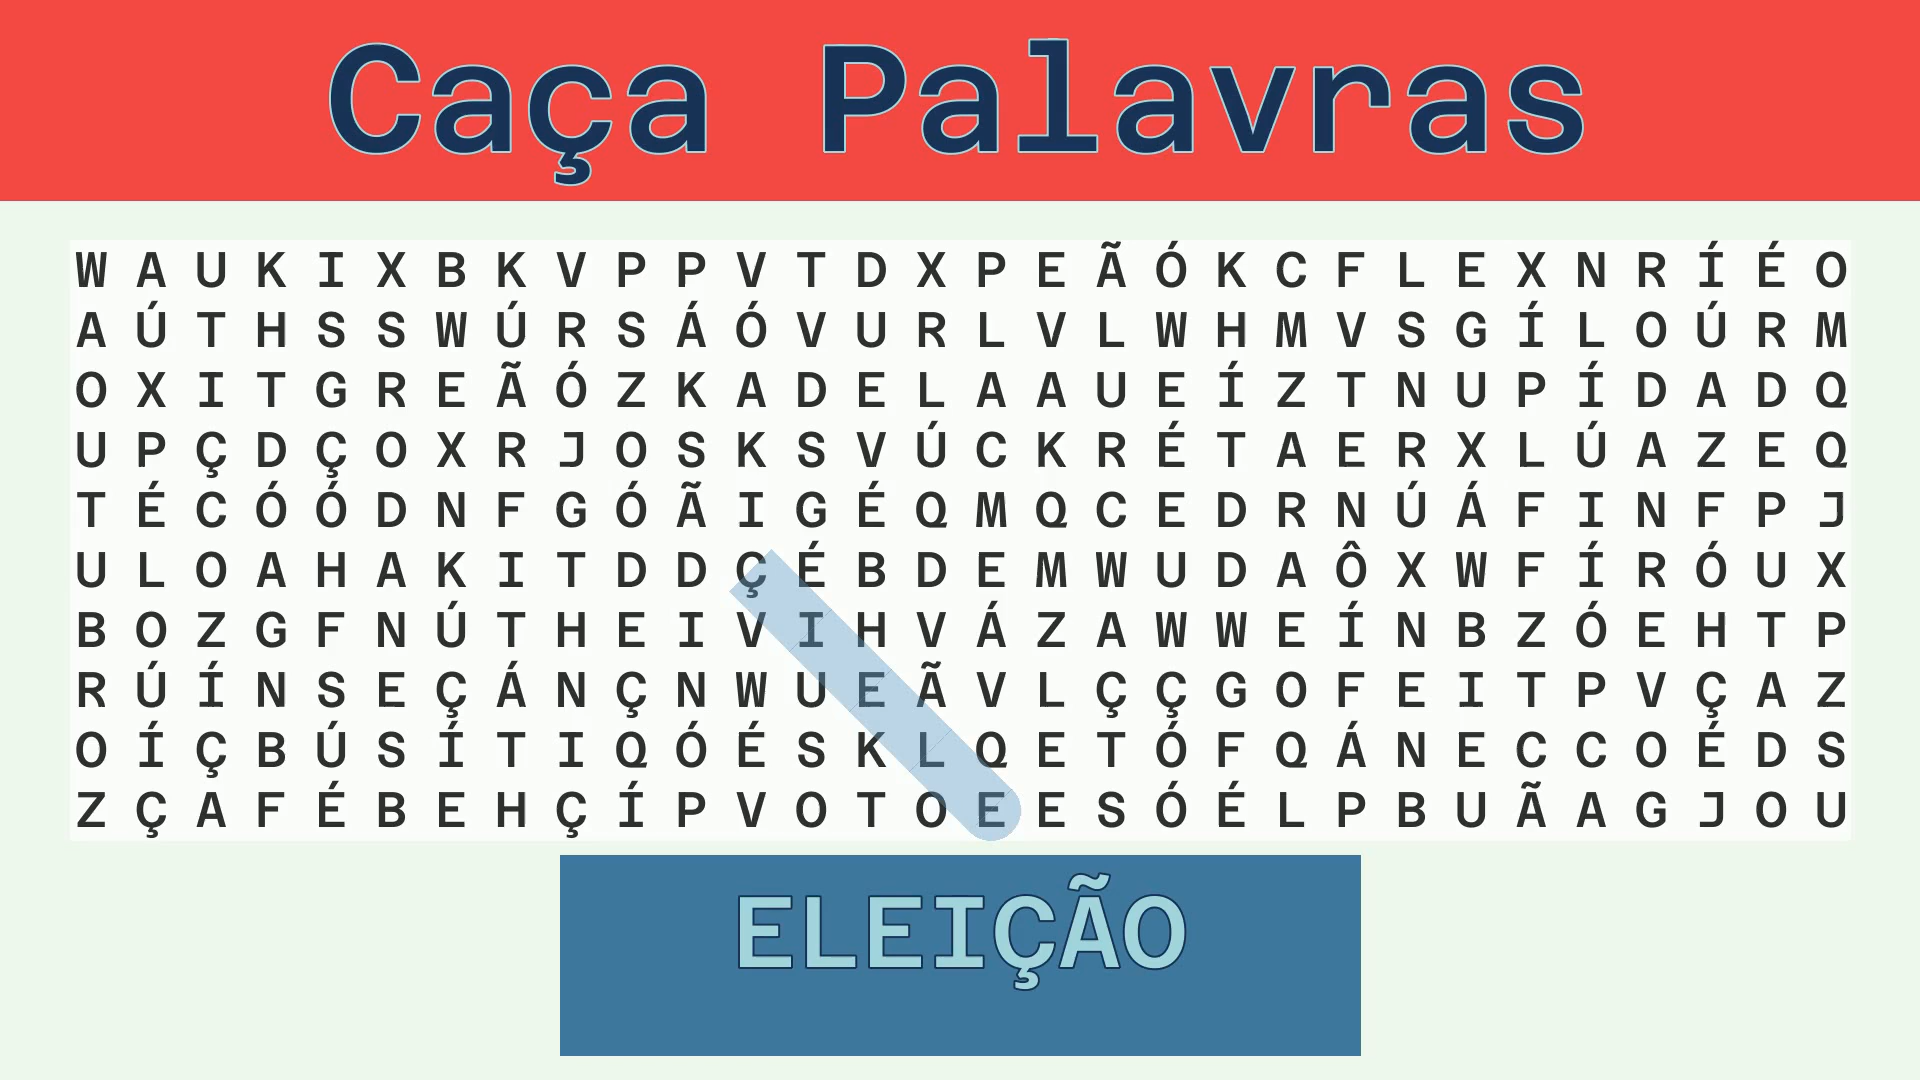 Caça Palavras
W A U K I X B K V P P V T D X P E Ã Ó K C F L E X N R Í É O
A Ú T H S S W Ú R S Á Ó V U R L V L W H M V S G Í L O Ú R M
O X I T G R E Ã Ó Z K A D E L A A U E Í Z T N U P Í D A D Q
U P Ç D Ç O X R J O S K S V Ú C K R É T A E R X L Ú A Z E Q
T É C Ó Ó D N F G Ó Ã I G É Q M Q C E D R N Ú Á F I N F P J
U L O A H A K I T D D Ç É B D E M W U D A Ô X W F Í R Ó U X
B O Z G F N Ú T H E I V I H V Á Z A W W E Í N B Z Ó E H T P
R Ú Í N S E Ç Á N Ç N W U E Ã V L Ç Ç G O F E I T P V Ç A Z
O Í Ç B Ú S Í T I Q Ó É S K L Q E T Ó F Q Á N E C C O É D S
Z Ç A F É B E H Ç Í P V O T O E E S Ó É L P B U Ã A G J O U
ELEIÇÃO